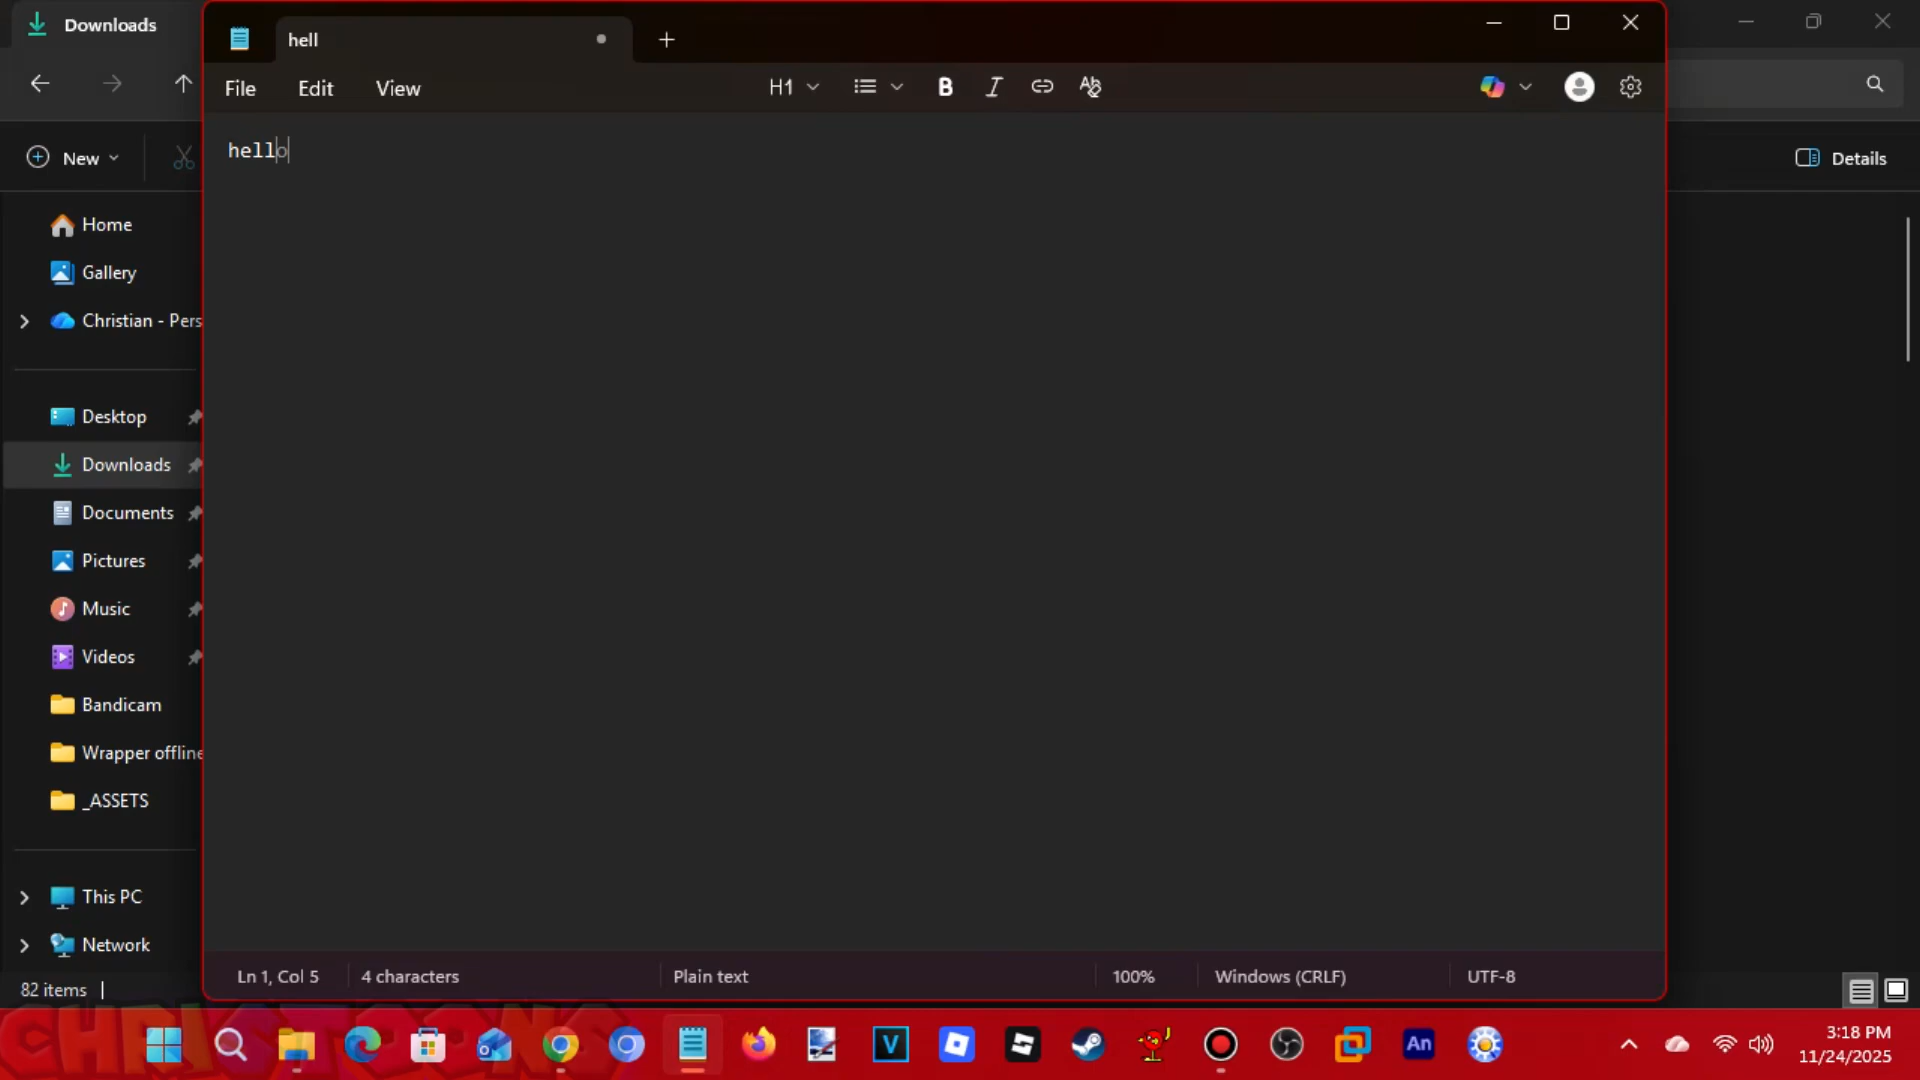 Downloads
hell
File
Edit
View
H1
B
I
hello
New
Details
Home
Gallery
Christian - Pers
Desktop
Downloads
Documents
Pictures
Music
Videos
Bandicam
Wrapper offline
_ASSETS
This PC
Network
82 items
Ln 1, Col 5
4 characters
Plain text
100%
Windows (CRLF)
UTF-8
CHRISTOONS
V
An
3:18 PM
11/24/2025